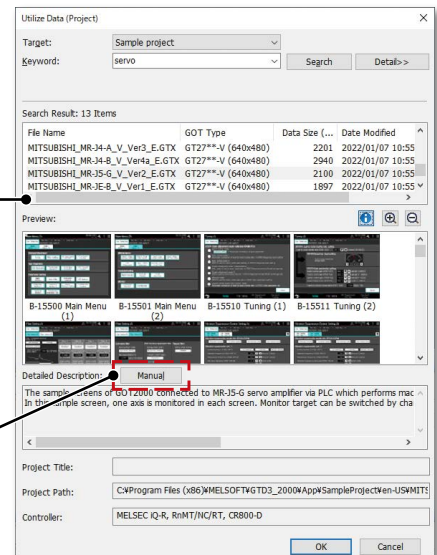 Utilize Data (Project)
Target: Sample project
Keyword: servo Search Detail>>
Search Result: 13 Items
File Name GOT Type Data Size (... Date Modified
MITSUBISHI_MR-J4-A_V_Ver3_E.GTX GT27**-V (640x480) 2201 2022/01/07 10:55
MITSUBISHI_MR-J4-B_V_Ver4a_E.GTX GT27**-V (640x480) 2940 2022/01/07 10:55
MITSUBISHI_MR-J5-G_V_Ver2_E.GTX GT27**-V (640x480) 2100 2022/01/07 10:55
MITSUBISHI_MR-JE-B_V_Ver1_E.GTX GT27**-V (640x480) 1897 2022/01/07 10:55
Preview:
B-15500 Main Menu (1) B-15501 Main Menu (2) B-15510 Tuning (1) B-15511 Tuning (2)
Detailed Description: Manual
The sample screens of GOT2000 connected to MR-J5-G servo amplifier via PLC which performs mac
In this sample screen, one axis is monitored in each screen. Monitor target can be switched by cha
Project Title:
Project Path: C:¥Program Files (x86)¥MELSOFT¥GTD3_2000¥App¥SampleProject¥en-US¥MITS
Controller: MELSEC iQ-R, RnMT/NC/RT, CR800-D
OK Cancel